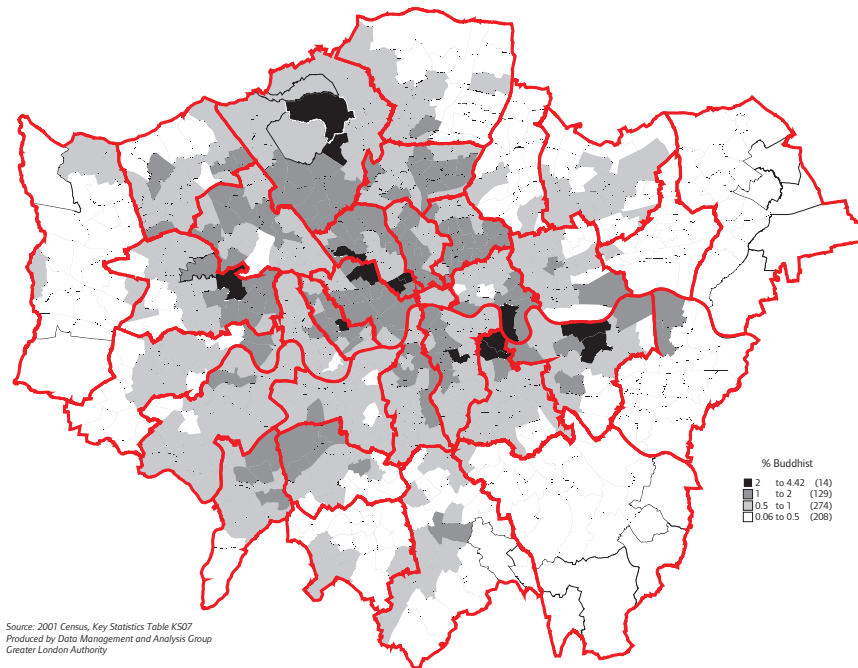 % Buddhist
2 to 4.42 (14)
1 to 2 (129)
0.5 to 1 (274)
0.06 to 0.5 (208)
Source: 2001 Census, Key Statistics Table KS07
Produced by Data Management and Analysis Group
Greater London Authority